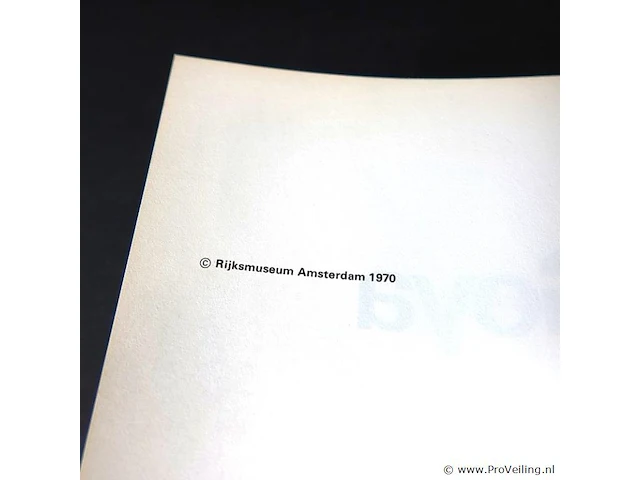 © Rijksmuseum Amsterdam 1970
© www.ProVeiling.nl